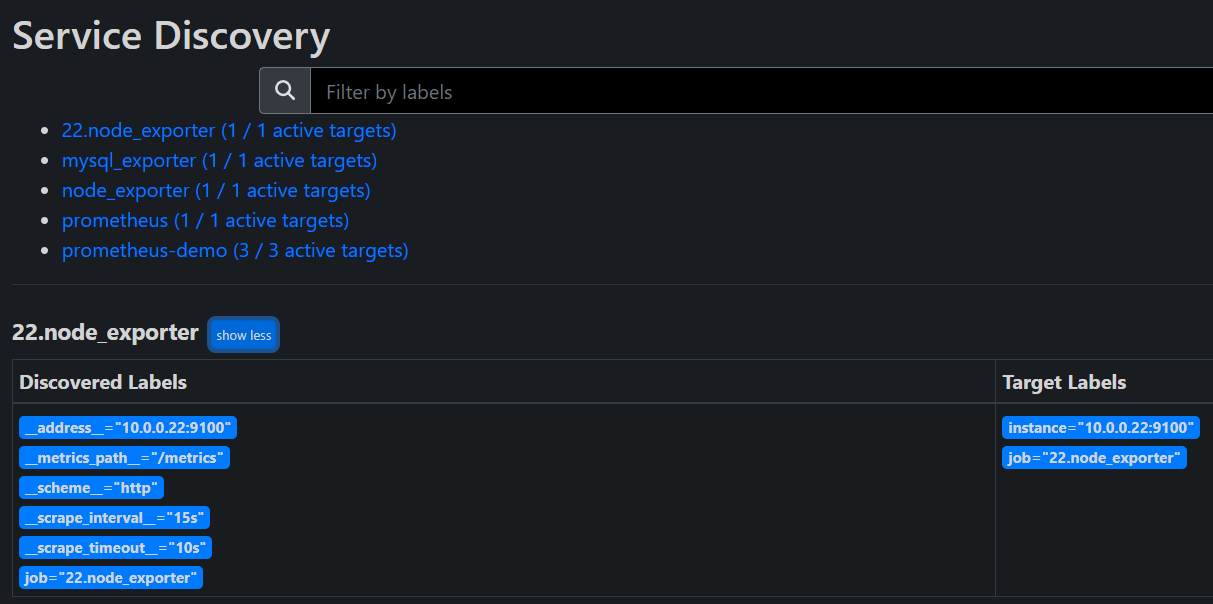 Service Discovery
Filter by labels
22.node_exporter (1 / 1 active targets)
mysql_exporter (1 / 1 active targets)
node_exporter (1 / 1 active targets)
prometheus (1 / 1 active targets)
prometheus-demo (3 / 3 active targets)
22.node_exporter show less
Discovered Labels Target Labels
__address__="10.0.0.22:9100" instance="10.0.0.22:9100"
__metrics_path__="/metrics" job="22.node_exporter"
__scheme__="http"
__scrape_interval__="15s"
__scrape_timeout__="10s"
job="22.node_exporter"